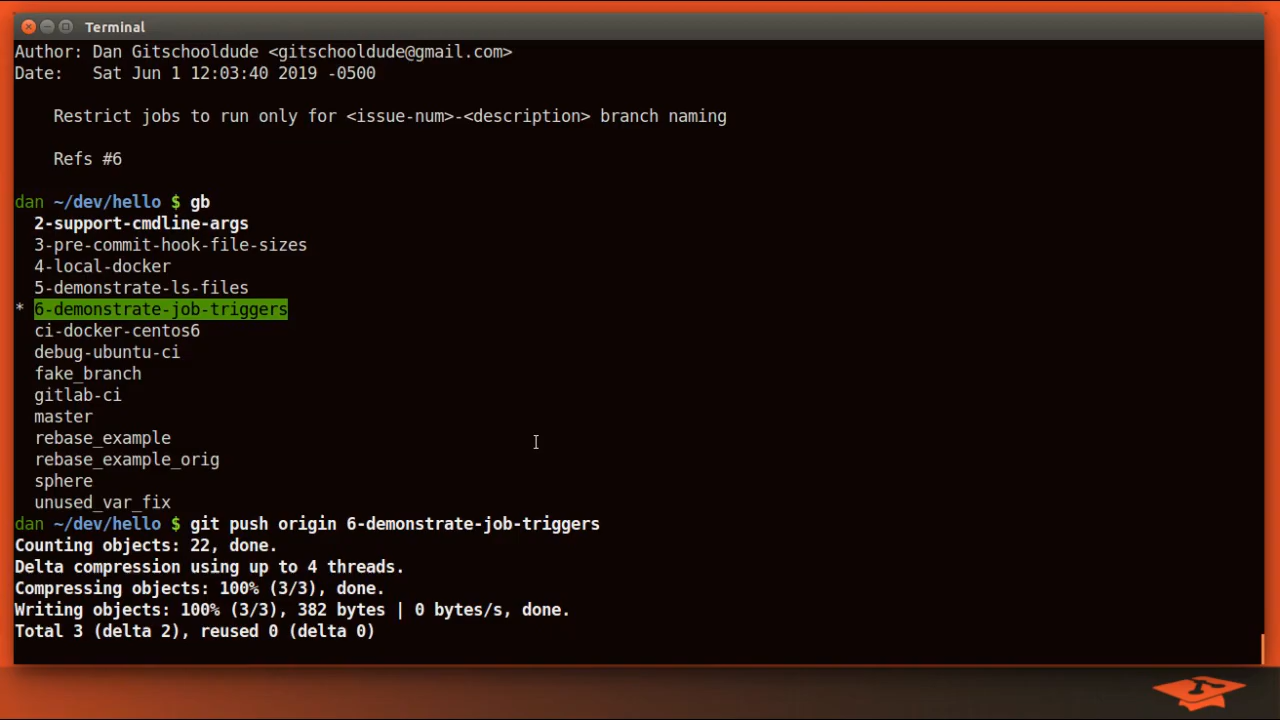 Terminal
Author: Dan Gitschooldude <gitschooldude@gmail.com>
Date:   Sat Jun 1 12:03:40 2019 -0500
    Restrict jobs to run only for <issue-num>-<description> branch naming
    Refs #6
dan ~/dev/hello $ gb
  2-support-cmdline-args
  3-pre-commit-hook-file-sizes
  4-local-docker
  5-demonstrate-ls-files
* 6-demonstrate-job-triggers
  ci-docker-centos6
  debug-ubuntu-ci
  fake_branch
  gitlab-ci
  master
  rebase_example
  rebase_example_orig
  sphere
  unused_var_fix
dan ~/dev/hello $ git push origin 6-demonstrate-job-triggers
Counting objects: 22, done.
Delta compression using up to 4 threads.
Compressing objects: 100% (3/3), done.
Writing objects: 100% (3/3), 382 bytes | 0 bytes/s, done.
Total 3 (delta 2), reused 0 (delta 0)